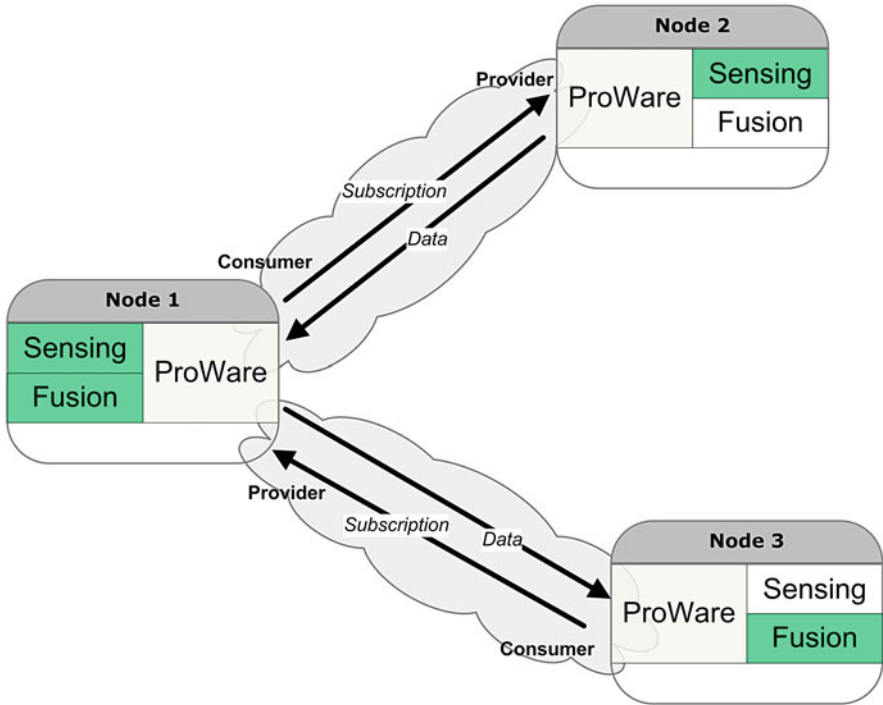 Node 2
Provider
ProWare
Sensing
Fusion
Subscription
Data
Consumer
Node 1
Sensing
Fusion
ProWare
Provider
Subscription
Data
Consumer
Node 3
ProWare
Sensing
Fusion